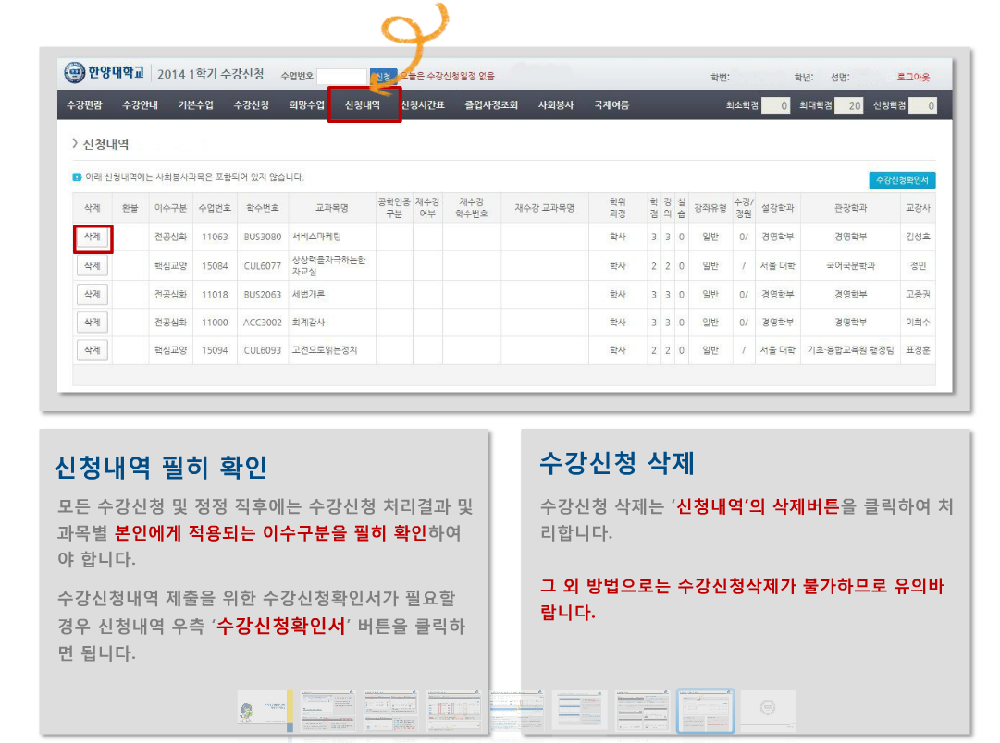 한양대학교 2014 1학기 수강신청 수업번호 신청 오늘은 수강신청일정 없음. 학번: 학년: 성명: 로그아웃
수강편람 수강안내 기본수업 수강신청 희망수업 신청내역 신청시간표 졸업사정조회 사회봉사 국제여름 최소학점 0 최대학점 20 신청학점 0
> 신청내역
아래 신청내역에는 사회봉사과목은 포함되어 있지 않습니다.
수강신청확인서
삭제 환불 이수구분 수업번호 학수번호 교과목명 공학인증구분 재수강여부 재수강학수번호 재수강 교과목명 학위과정 학점 강의 실습 강좌유형 수강/정원 설강학과 관장학과 교강사
삭제 전공심화 11063 BUS3080 서비스마케팅 학사 3 3 0 일반 0/ 경영학부 경영학부 김성호
삭제 핵심교양 15084 CUL6077 상상력을자극하는한자교실 학사 2 2 0 일반 / 서울 대학 국어국문학과 정민
삭제 전공심화 11018 BUS2063 세법개론 학사 3 3 0 일반 0/ 경영학부 경영학부 고종권
삭제 전공심화 11000 ACC3002 회계감사 학사 3 3 0 일반 0/ 경영학부 경영학부 이희수
삭제 핵심교양 15094 CUL6093 고전으로읽는정치 학사 2 2 0 일반 / 서울 대학 기초·융합교육원 행정팀 표정훈
신청내역 필히 확인
모든 수강신청 및 정정 직후에는 수강신청 처리결과 및
과목별 본인에게 적용되는 이수구분을 필히 확인하여
야 합니다.
수강신청내역 제출을 위한 수강신청확인서가 필요할
경우 신청내역 우측 ‘수강신청확인서’ 버튼을 클릭하
면 됩니다.
수강신청 삭제
수강신청 삭제는 ‘신청내역’의 삭제버튼을 클릭하여 처
리합니다.
그 외 방법으로는 수강신청삭제가 불가하므로 유의바
랍니다.